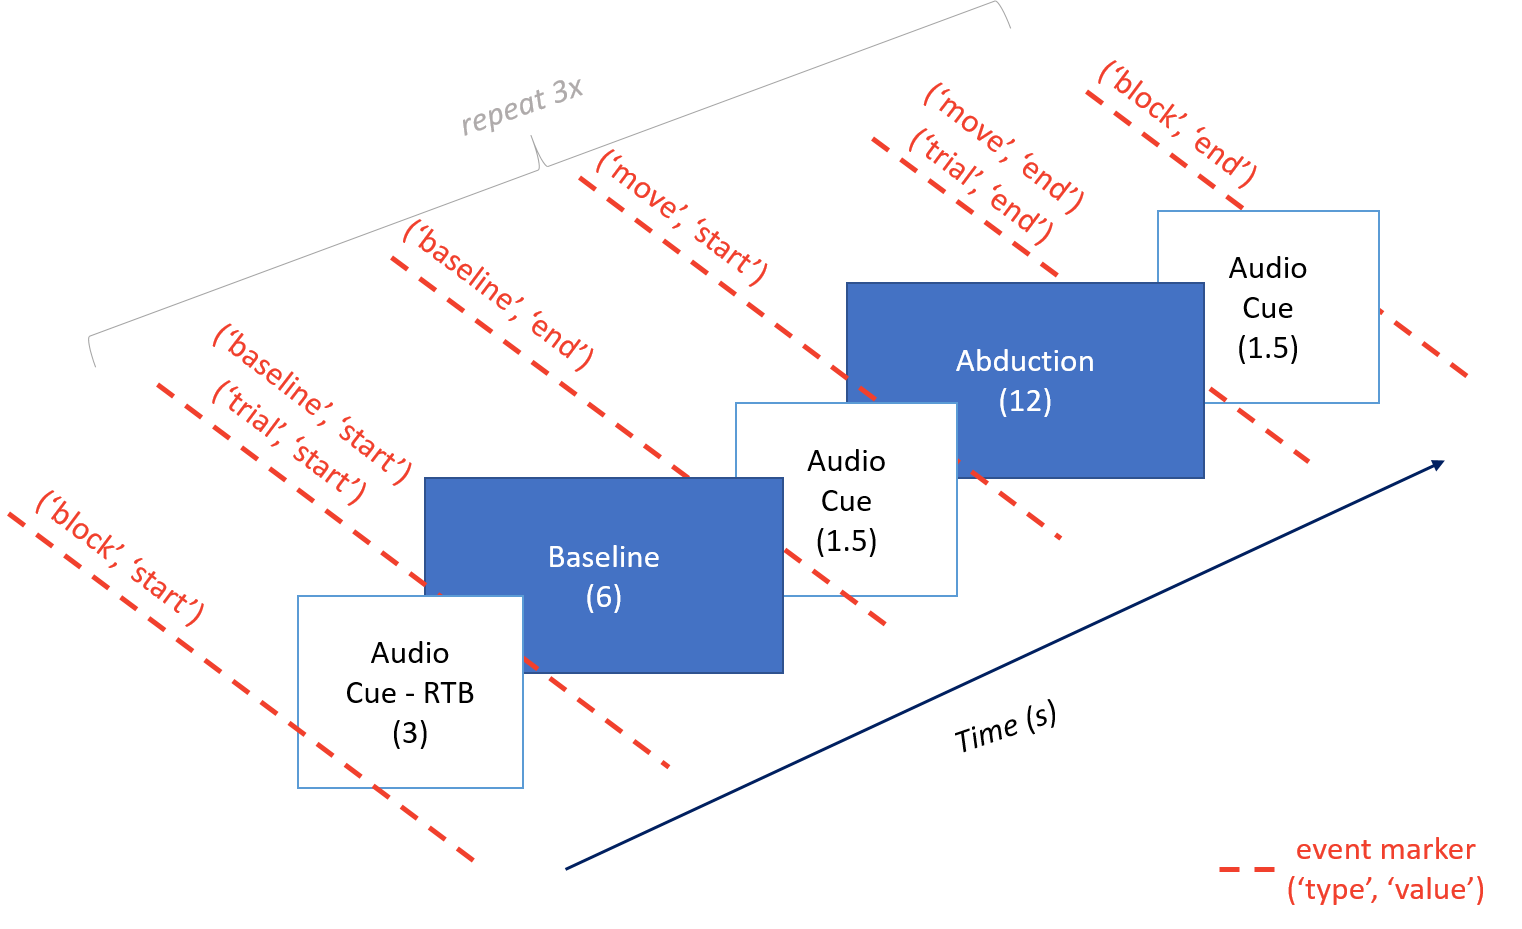 repeat 3x
(‘block’, ‘start’)
(‘baseline’, ‘start’)
(‘trial’, ‘start’)
(‘baseline’, ‘end’)
(‘move’, ‘start’)
(‘move’, ‘end’)
(‘trial’, ‘end’)
(‘block’, ‘end’)
Audio
Cue - RTB
(3)
Baseline
(6)
Audio
Cue
(1.5)
Abduction
(12)
Audio
Cue
(1.5)
Time (s)
event marker
(‘type’, ‘value’)